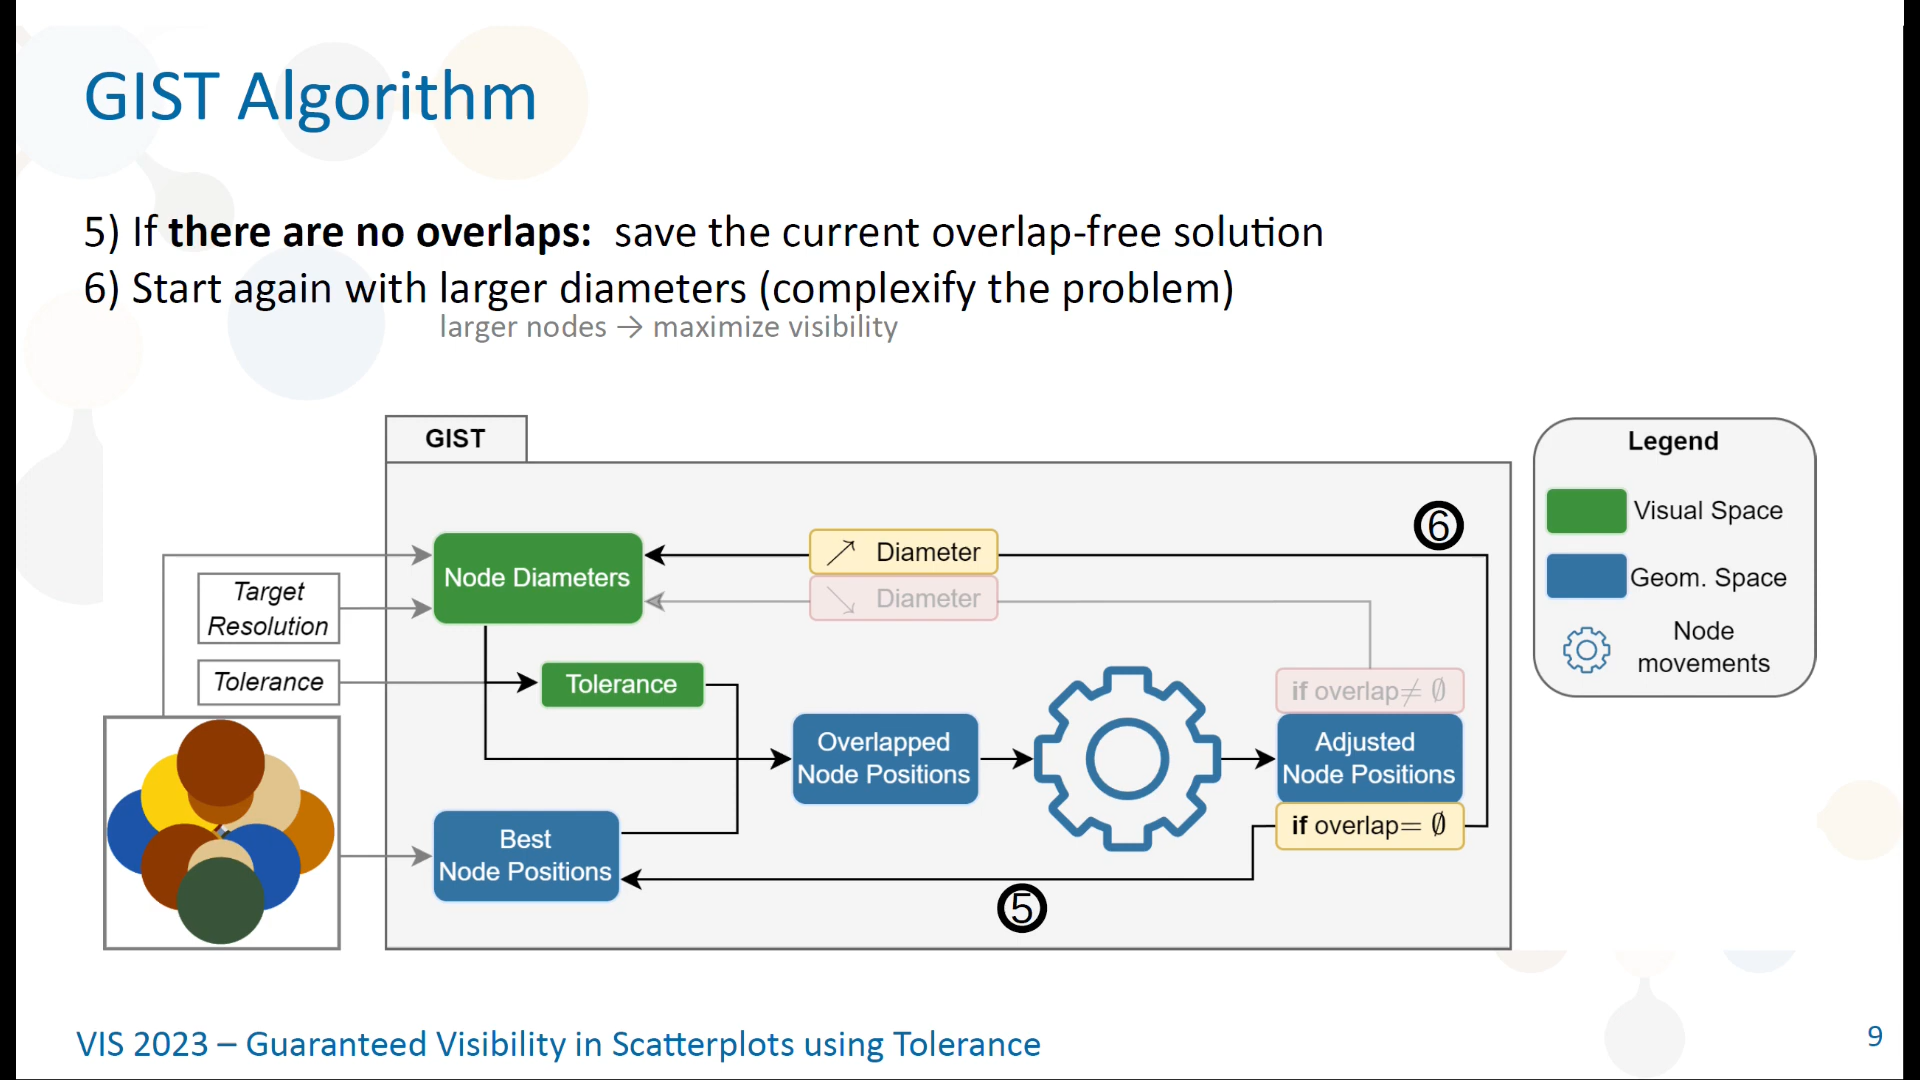 GIST Algorithm
5) If there are no overlaps: save the current overlap-free solution
6) Start again with larger diameters (complexify the problem)
larger nodes → maximize visibility
GIST
Legend
Visual Space
Geom. Space
Node
movements
6
↗ Diameter
↘ Diameter
Node Diameters
Target
Resolution
Tolerance
Tolerance
if overlap≠ ∅
Overlapped
Node Positions
Adjusted
Node Positions
if overlap= ∅
Best
Node Positions
5
VIS 2023 – Guaranteed Visibility in Scatterplots using Tolerance
9